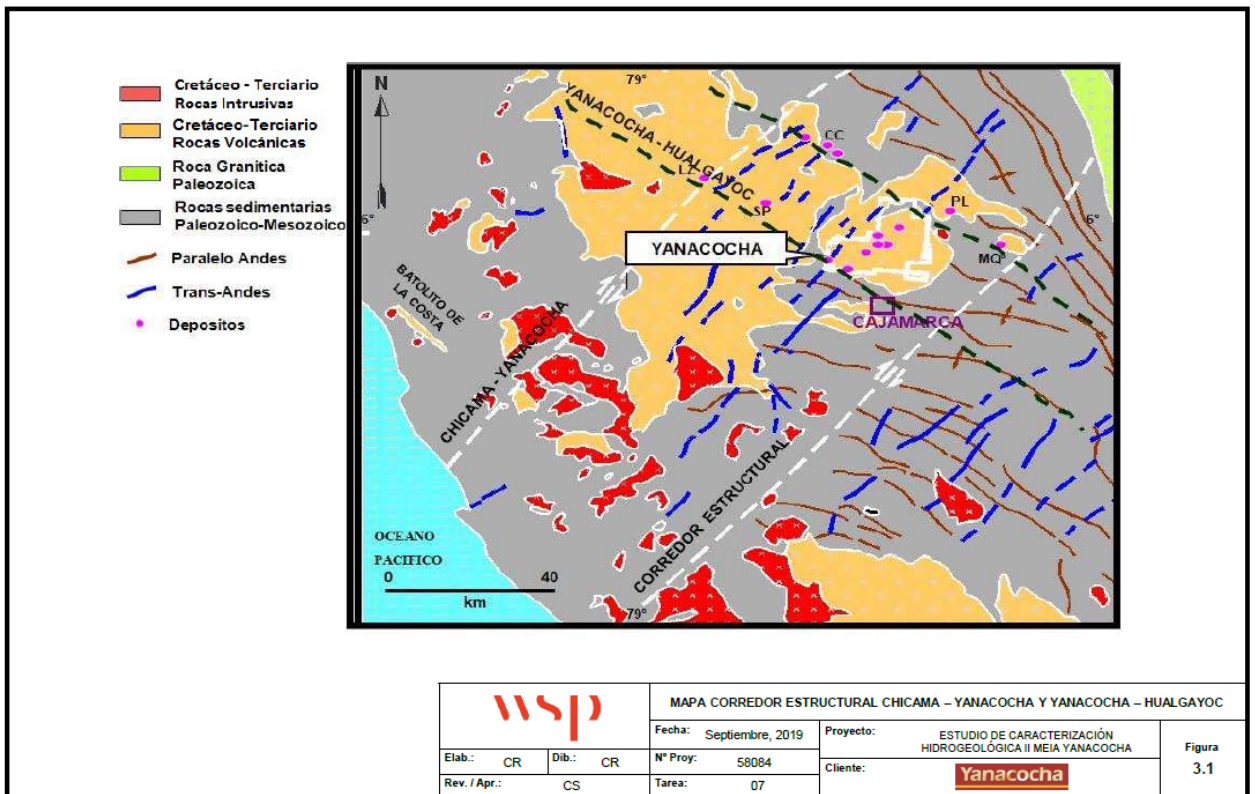 Cretáceo - Terciario
Rocas Intrusivas
Cretáceo-Terciario
Rocas Volcánicas
Roca Granitica
Paleozoica
Rocas sedimentarias
Paleozoico-Mesozoico
Paralelo Andes
Trans-Andes
Depositos
N
79°
YANACOCHA - HUALGAYOC
CC
LZ
SP
PL
6°
6°
YANACOCHA
MQ
CAJAMARCA
BATOLITO DE
LA COSTA
CHICAMA - YANACOCHA
CORREDOR ESTRUCTURAL
OCEANO
PACIFICO
0 40
km
79°
wsp
MAPA CORREDOR ESTRUCTURAL CHICAMA – YANACOCHA Y YANACOCHA – HUALGAYOC
Fecha: Septiembre, 2019
Proyecto: ESTUDIO DE CARACTERIZACIÓN
HIDROGEOLÓGICA II MEIA YANACOCHA
Figura
3.1
Elab.: CR Dib.: CR Nº Proy: 58084
Cliente: Yanacocha
Rev. / Apr.: CS Tarea: 07